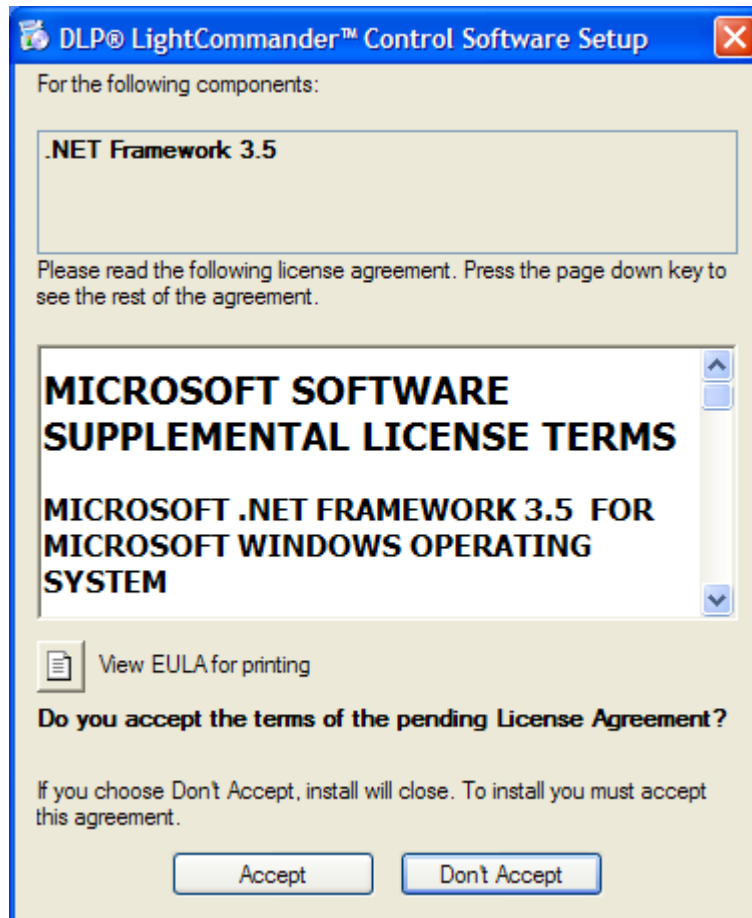 DLP® LightCommander™ Control Software Setup
For the following components:
.NET Framework 3.5
Please read the following license agreement. Press the page down key to
see the rest of the agreement.
MICROSOFT SOFTWARE
SUPPLEMENTAL LICENSE TERMS
MICROSOFT .NET FRAMEWORK 3.5 FOR
MICROSOFT WINDOWS OPERATING
SYSTEM
View EULA for printing
Do you accept the terms of the pending License Agreement?
If you choose Don't Accept, install will close. To install you must accept
this agreement.
Accept Don't Accept